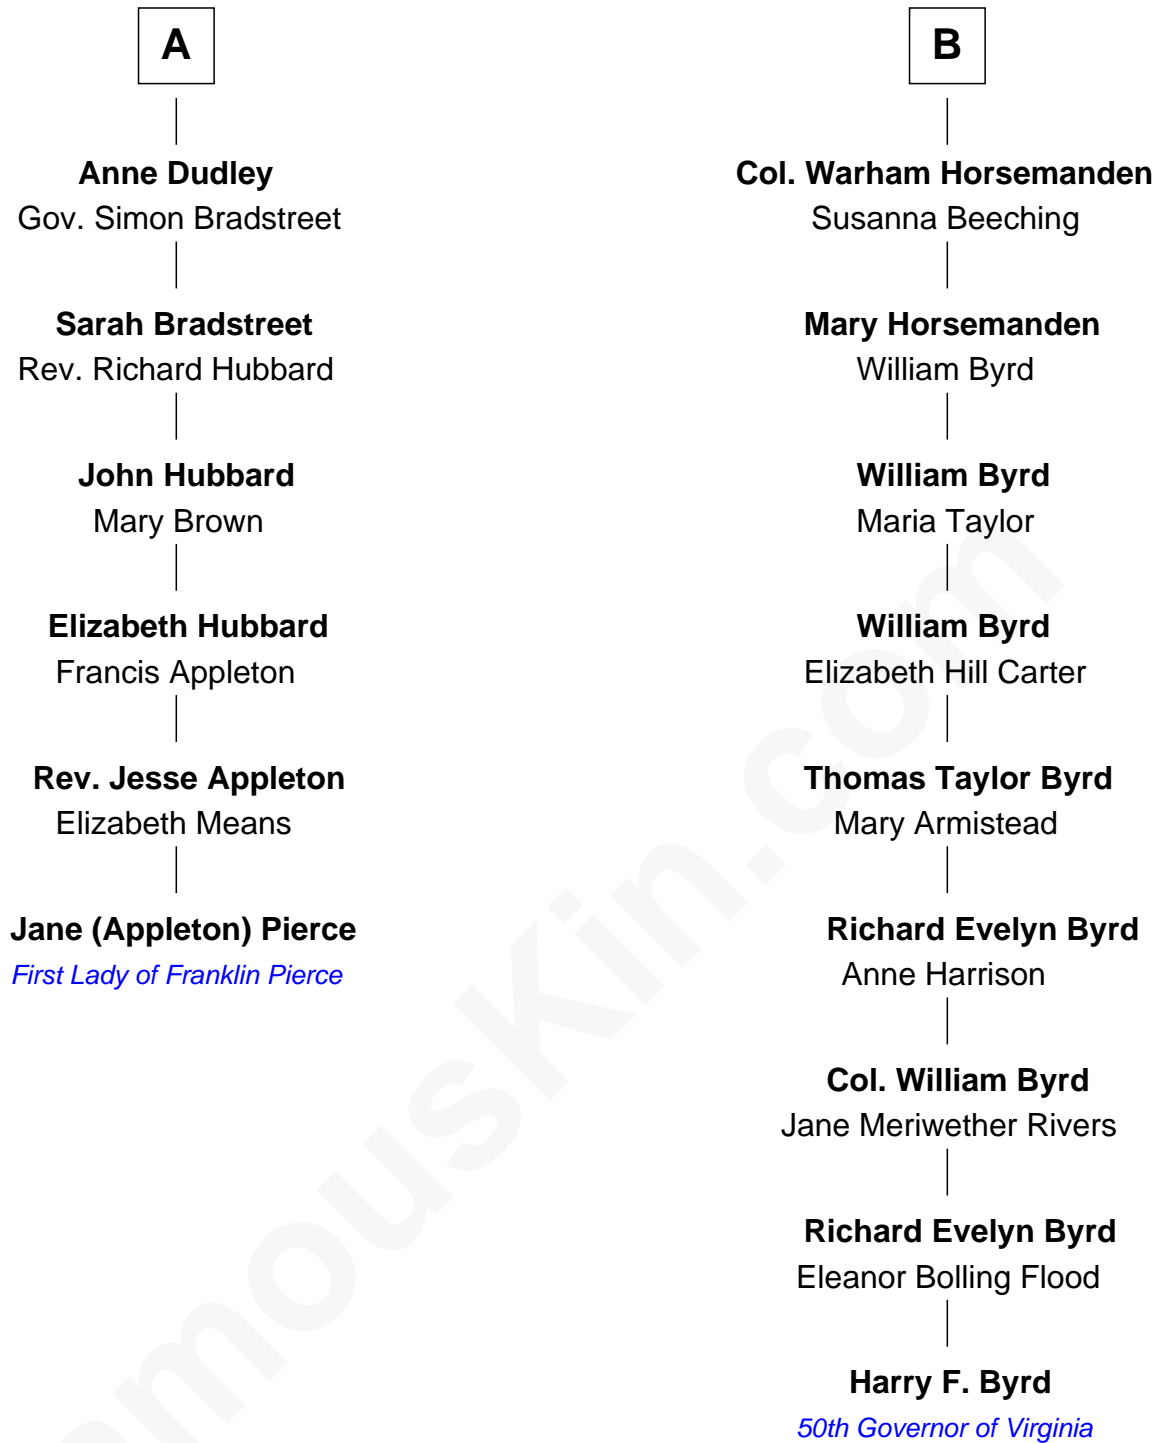 A
Anne Dudley
Gov. Simon Bradstreet
Sarah Bradstreet
Rev. Richard Hubbard
John Hubbard
Mary Brown
Elizabeth Hubbard
Francis Appleton
Rev. Jesse Appleton
Elizabeth Means
Jane (Appleton) Pierce
First Lady of Franklin Pierce
B
Col. Warham Horsemanden
Susanna Beeching
Mary Horsemanden
William Byrd
William Byrd
Maria Taylor
William Byrd
Elizabeth Hill Carter
Thomas Taylor Byrd
Mary Armistead
Richard Evelyn Byrd
Anne Harrison
Col. William Byrd
Jane Meriwether Rivers
Richard Evelyn Byrd
Eleanor Bolling Flood
Harry F. Byrd
50th Governor of Virginia
amouskin.com